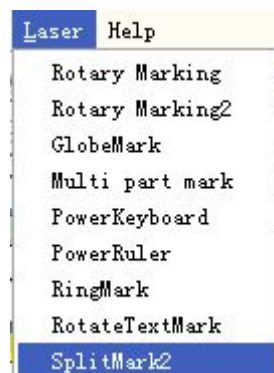 Laser Help
Rotary Marking
Rotary Marking2
GlobeMark
Multi part mark
PowerKeyboard
PowerRuler
RingMark
RotateTextMark
SplitMark2